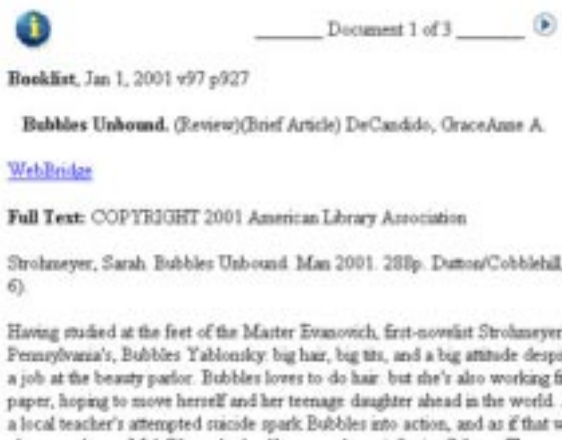 Document 1 of 3
Booklist, Jan 1, 2001 v97 p927
Bubbles Unbound. (Review)(Brief Article) DeCandido, GraceAnne A.
WebBridge
Full Text: COPYRIGHT 2001 American Library Association
Strohmeyer, Sarah. Bubbles Unbound. Mar. 2001. 288p. Dutton/Cobblehill,
6).
Having studied at the feet of the Master Evanovich, first-novelist Strohmeyer
Pennsylvania's, Bubbles Yablonsky: big hair, big tits, and a big attitude
a job at the beauty parlor. Bubbles loves to do hair, but she's also working
paper, hoping to move herself and her teenage daughter ahead in the world.
a local teacher's attempted suicide spark Bubbles into action, and as if that